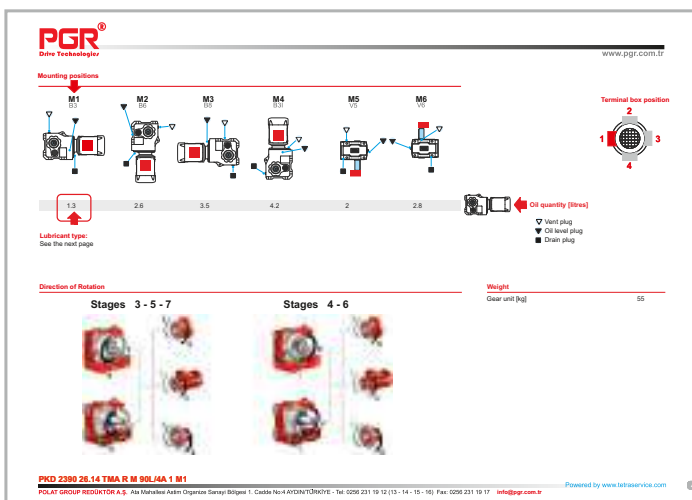 PGR®
Drive Technologies
www.pgr.com.tr
Mounting positions
M1 M2 M3 M4 M5 M6
B3 B6 B8 B3I V5 V6
Terminal box position
2
1 3
4
1.3 2.6 3.5 4.2 2 2.8
Oil quantity [litres]
Vent plug
Oil level plug
Drain plug
Lubricant type:
See the next page
Direction of Rotation
Weight
Stages 3 - 5 - 7
Stages 4 - 6
Gear unit [kg] 55
PKD 2390 26.14 TMA R M 90L/4A 1 M1
Powered by www.tetraservice.com
POLAT GROUP REDÜKTÖR A.Ş. Ata Mahallesi Astim Organize Sanayi Bölgesi 1. Cadde No:4 AYDIN/TÜRKİYE - Tel: 0256 231 19 12 (13 - 14 - 15 - 16) Fax: 0256 231 19 17 info@pgr.com.tr